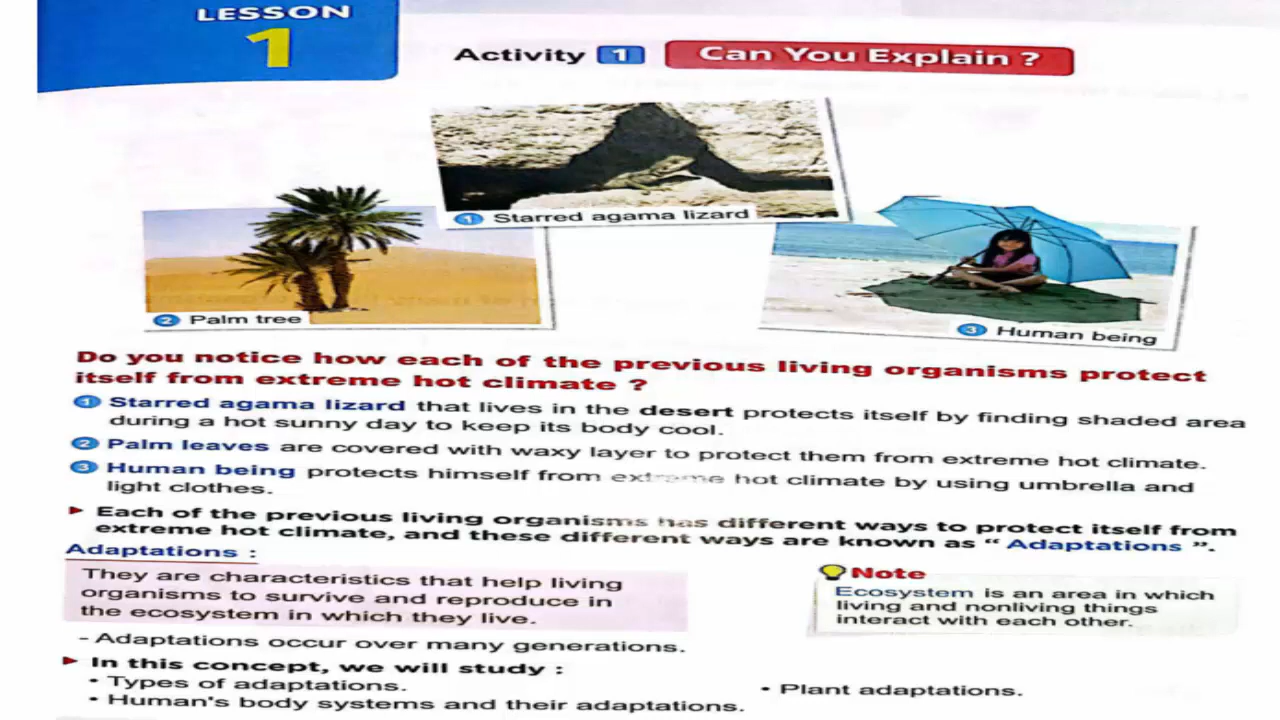 LESSON
1
Activity 1 Can You Explain ?
1 Starred agama lizard
2 Palm tree
3 Human being
Do you notice how each of the previous living organisms protect
itself from extreme hot climate ?
1 Starred agama lizard that lives in the desert protects itself by finding shaded area
during a hot sunny day to keep its body cool.
2 Palm leaves are covered with waxy layer to protect them from extreme hot climate.
3 Human being protects himself from extreme hot climate by using umbrella and
light clothes.
Each of the previous living organisms has different ways to protect itself from
extreme hot climate, and these different ways are known as “ Adaptations ”.
Adaptations :
They are characteristics that help living
organisms to survive and reproduce in
the ecosystem in which they live.
- Adaptations occur over many generations.
Note
Ecosystem is an area in which
living and nonliving things
interact with each other.
In this concept, we will study :
• Types of adaptations.
• Plant adaptations.
• Human's body systems and their adaptations.